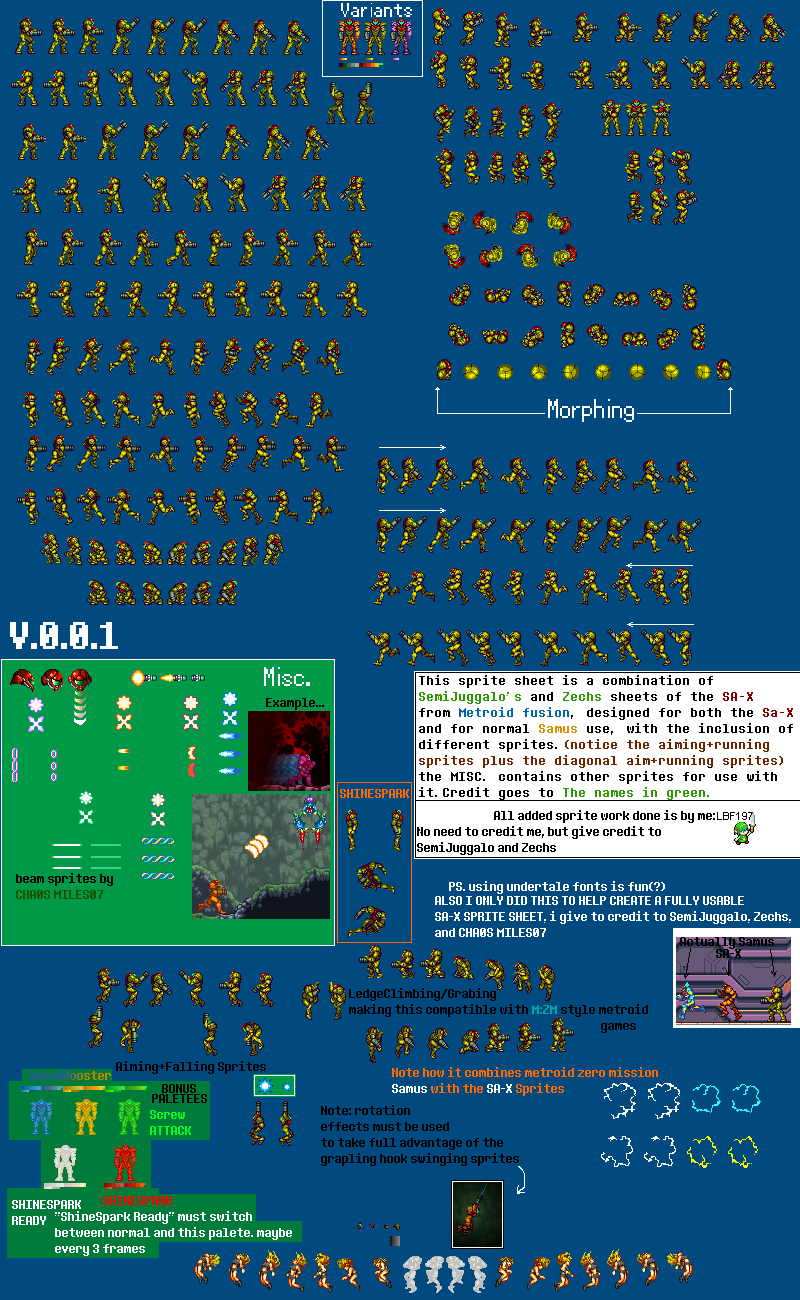 Variants
Morphing
V.0.0.1
Misc.
Example...
beam sprites by
CHA0S MILES07
SHINESPARK
This sprite sheet is a combination of
SemiJuggalo's and Zechs sheets of the SA-X
from Metroid fusion, designed for both the Sa-X
and for normal Samus use, with the inclusion of
different sprites. (notice the aiming+running
sprites plus the diagonal aim+running sprites)
the MISC. contains other sprites for use with
it. Credit goes to The names in green.
All added sprite work done is by me:LBF197
No need to credit me, but give credit to
SemiJuggalo and Zechs
PS. using undertale fonts is fun(?)
ALSO I ONLY DID THIS TO HELP CREATE A FULLY USABLE
SA-X SPRITE SHEET, i give to credit to SemiJuggalo, Zechs,
and CHA0S MILES07
Actually Samus
SA-X
LedgeClimbing/Grabing
making this compatible with M:ZM style metroid
games
Aiming+Falling Sprites
Note how it combines metroid zero mission
Samus with the SA-X Sprites
SpeedBooster
BONUS
PALETEES
Screw
ATTACK
Note: rotation
effects must be used
to take full advantage of the
grapling hook swinging sprites
SHINESPARK
READY
SHINESPARK
"ShineSpark Ready" must switch
between normal and this palete. maybe
every 3 frames